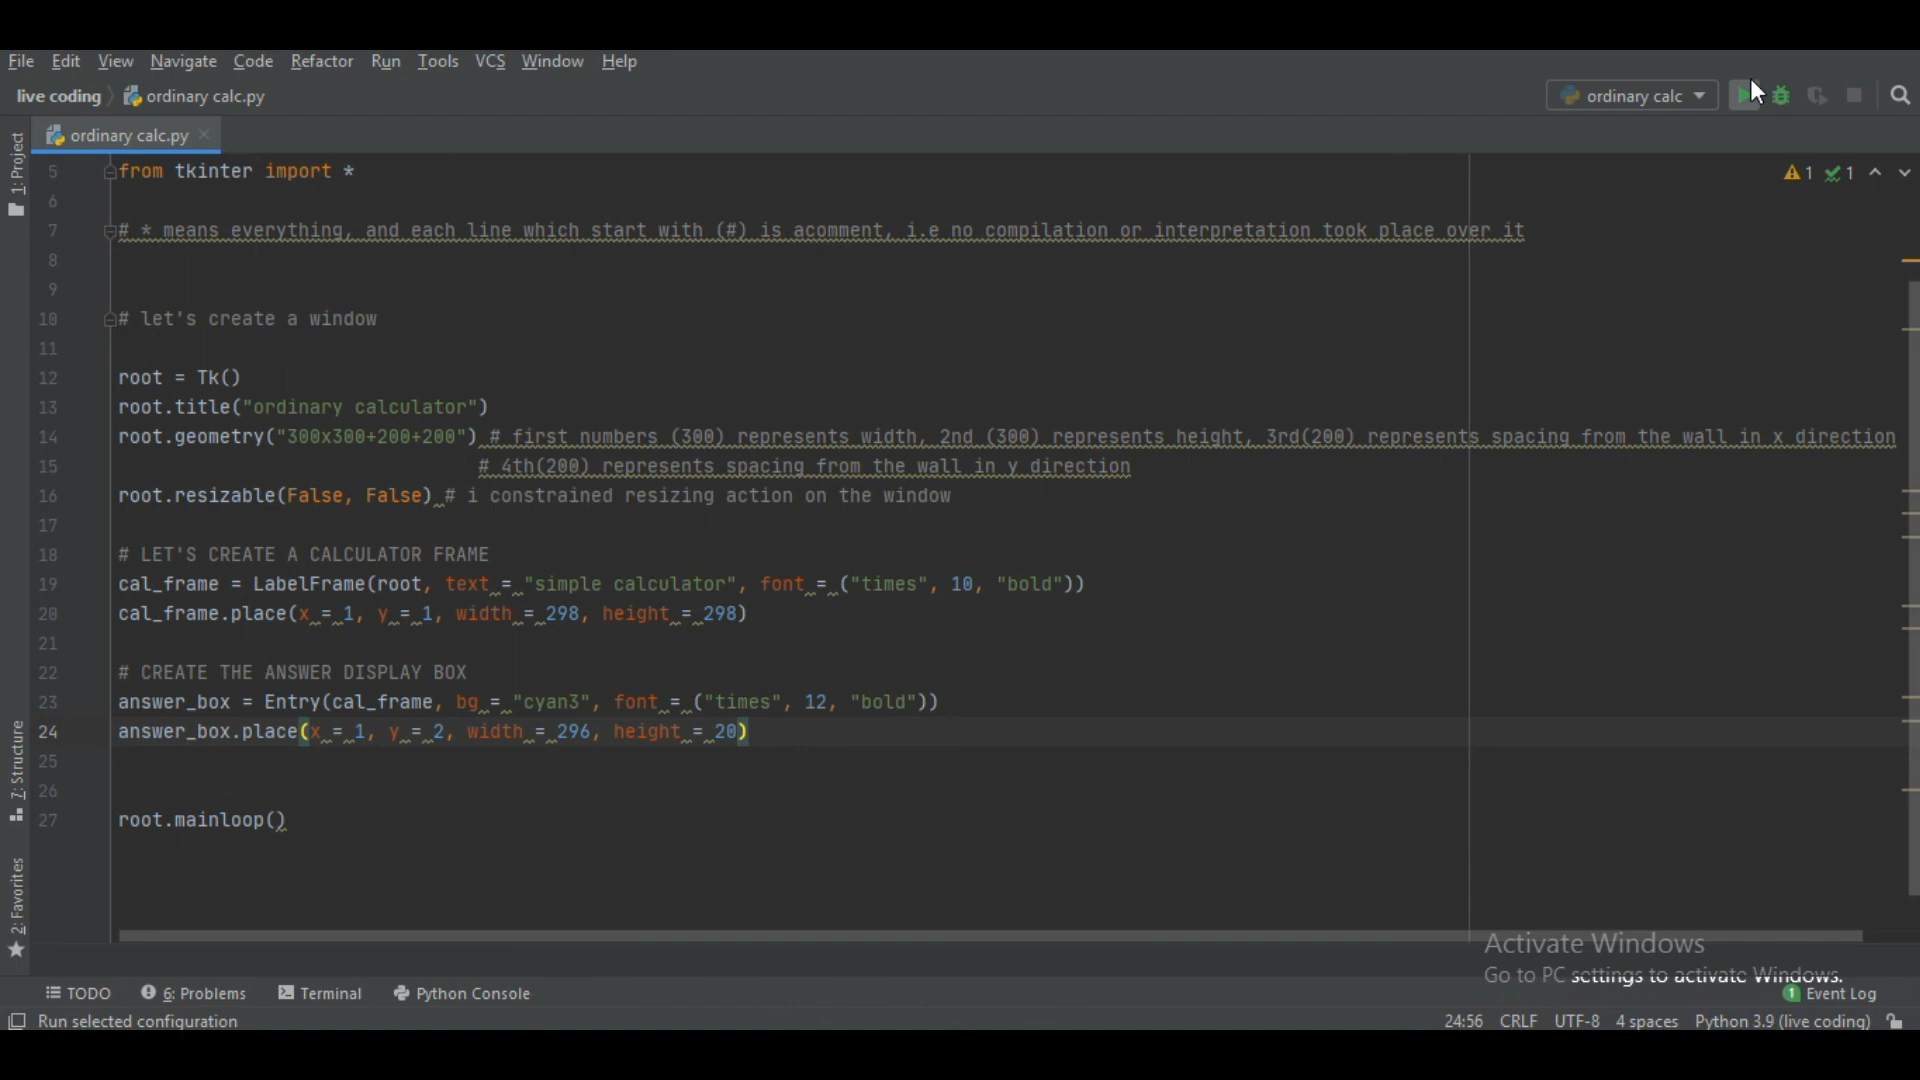 File Edit View Navigate Code Refactor Run Tools VCS Window Help
live coding ordinary calc.py ordinary calc
ordinary calc.py
1: Project
5 from tkinter import *
1 1
6
7 # * means everything, and each line which start with (#) is acomment, i.e no compilation or interpretation took place over it
8
9
10 # let's create a window
11
12 root = Tk()
13 root.title("ordinary calculator")
14 root.geometry("300x300+200+200") # first numbers (300) represents width, 2nd (300) represents height, 3rd(200) represents spacing from the wall in x direction
15 # 4th(200) represents spacing from the wall in y direction
16 root.resizable(False, False) # i constrained resizing action on the window
17
18 # LET'S CREATE A CALCULATOR FRAME
19 cal_frame = LabelFrame(root, text = "simple calculator", font = ("times", 10, "bold"))
20 cal_frame.place(x = 1, y = 1, width = 298, height = 298)
21
22 # CREATE THE ANSWER DISPLAY BOX
23 answer_box = Entry(cal_frame, bg = "cyan3", font = ("times", 12, "bold"))
24 answer_box.place(x = 1, y = 2, width = 296, height = 20)
25
26
27 root.mainloop()
7: Structure
2: Favorites
Activate Windows
Go to PC settings to activate Windows.
TODO 6: Problems Terminal Python Console 1 Event Log
Run selected configuration 24:56 CRLF UTF-8 4 spaces Python 3.9 (live coding)